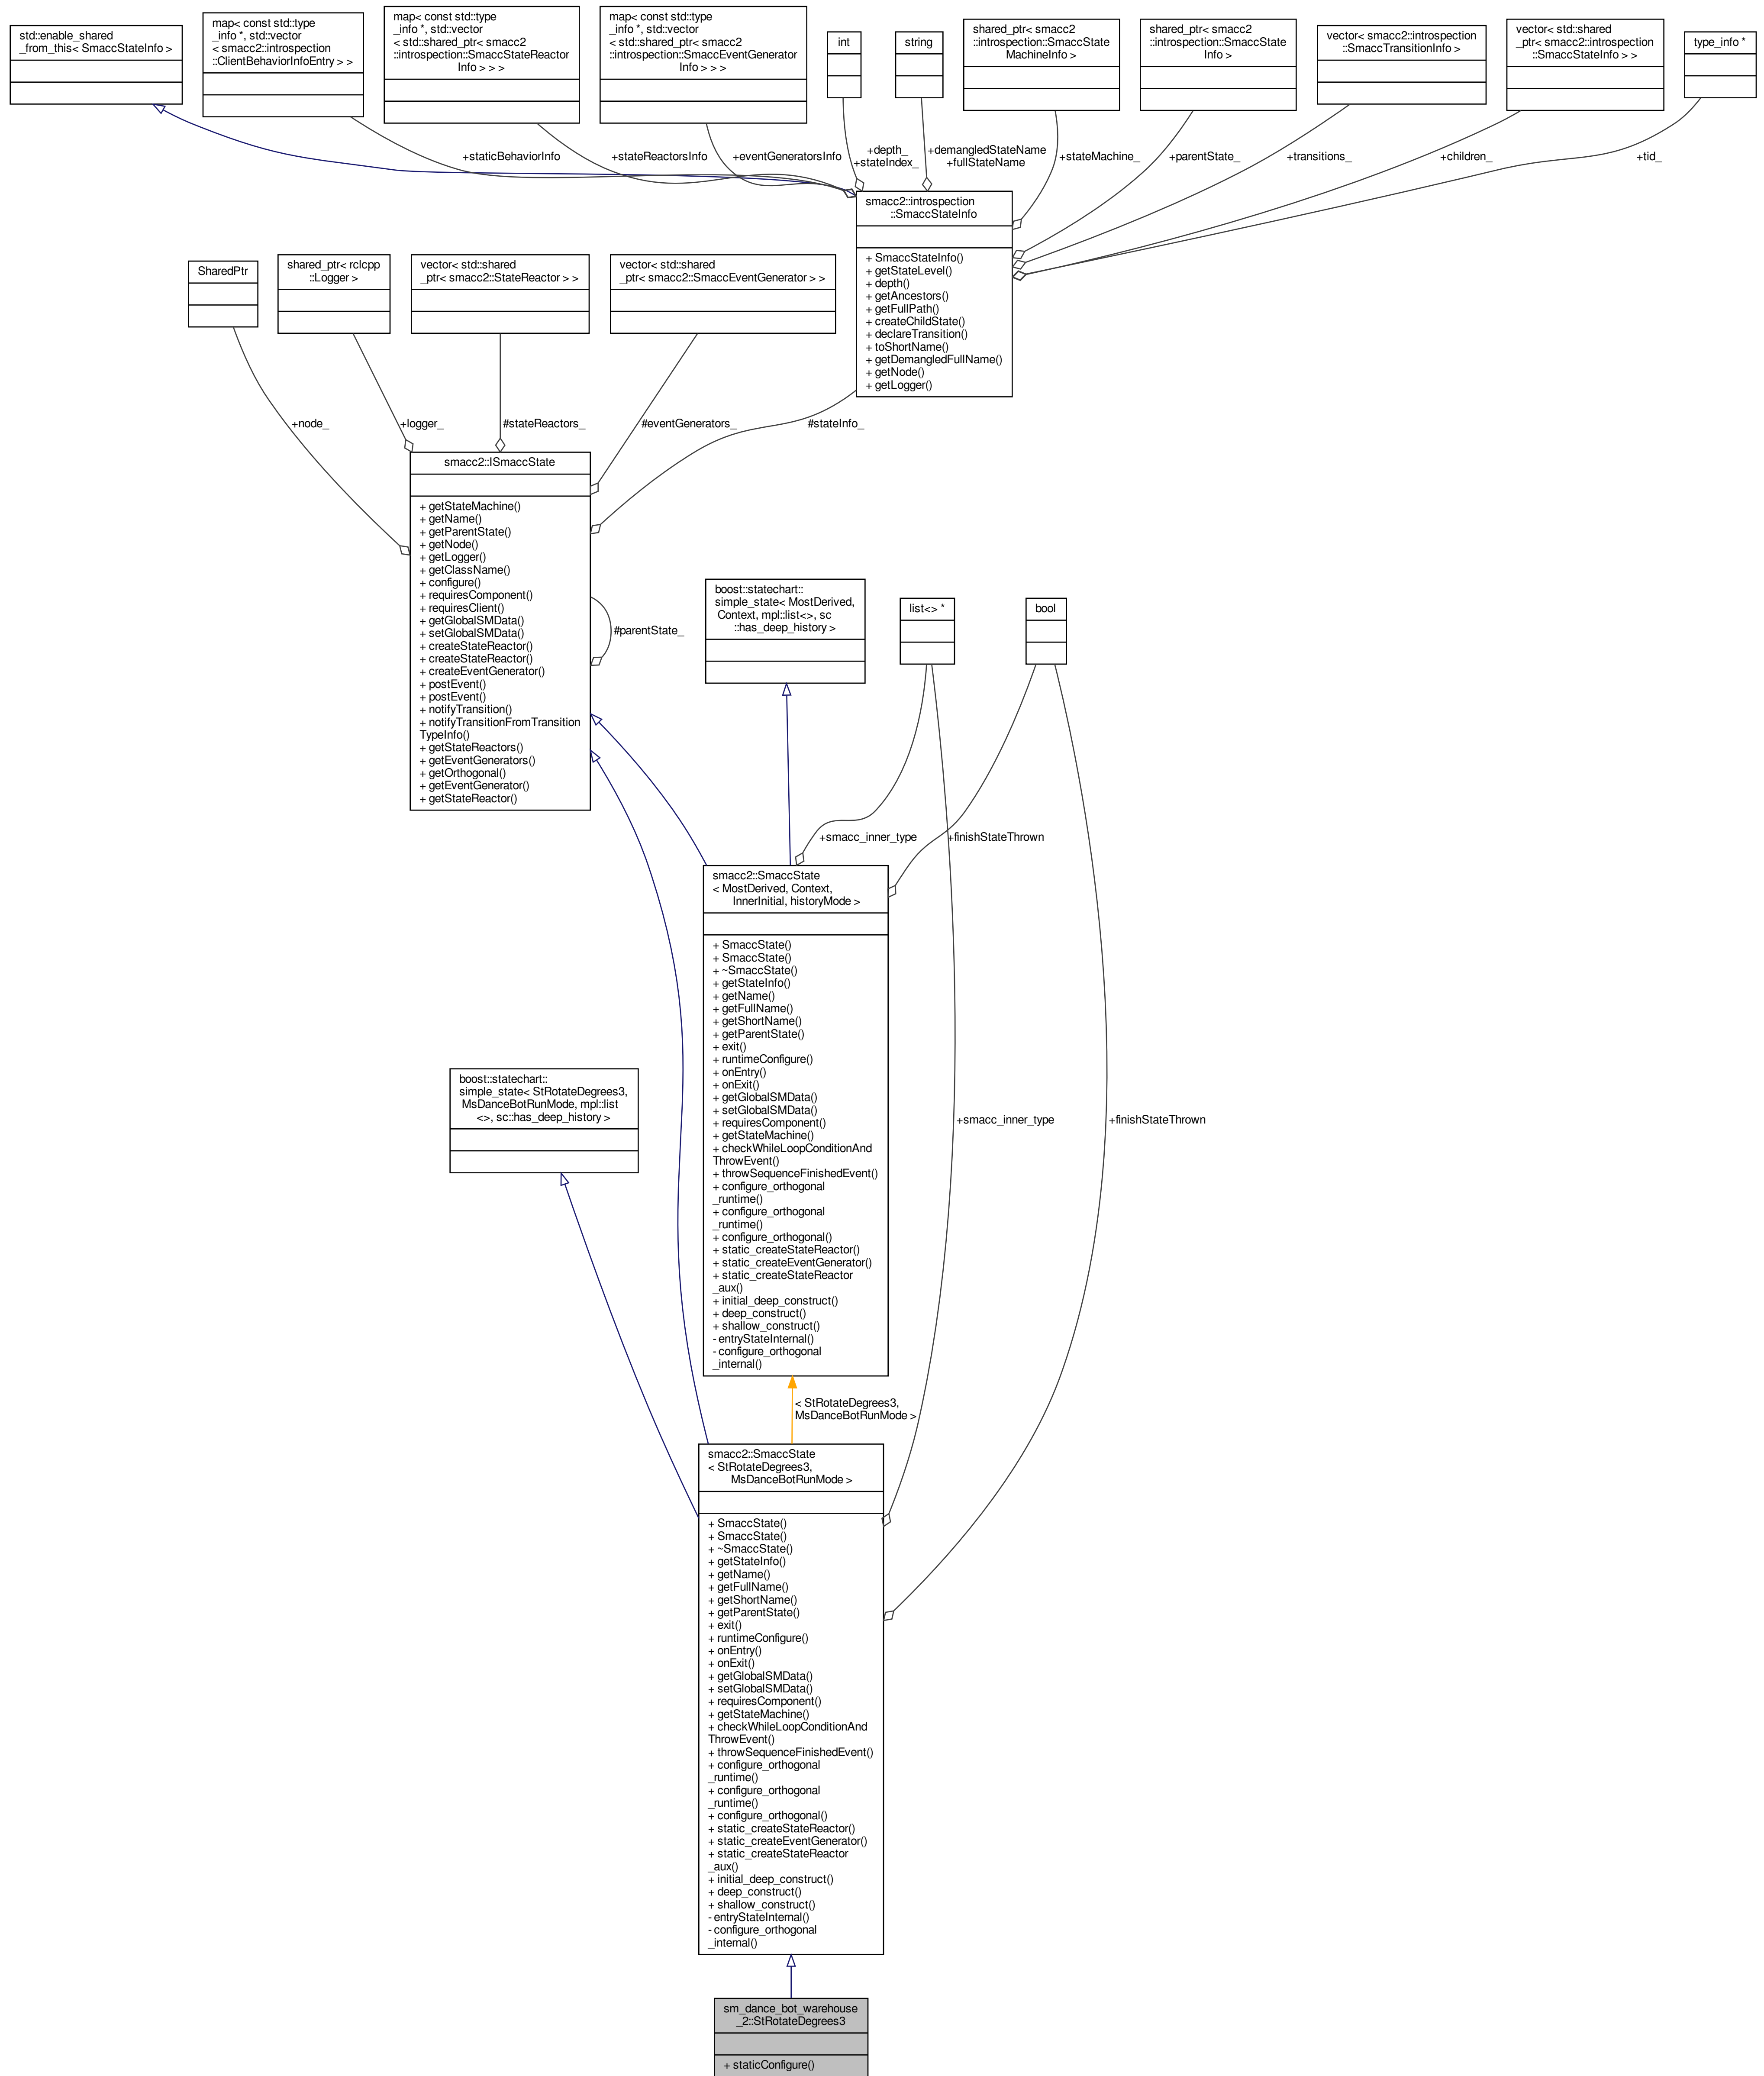 std::enable_shared
_from_this< SmaccStateInfo >
map< const std::type
_info *, std::vector
< smacc2::introspection
::ClientBehaviorInfoEntry > >
map< const std::type
_info *, std::vector
< std::shared_ptr< smacc2
::introspection::SmaccStateReactor
Info > > >
map< const std::type
_info *, std::vector
< std::shared_ptr< smacc2
::introspection::SmaccEventGenerator
Info > > >
int
string
shared_ptr< smacc2
::introspection::SmaccState
MachineInfo >
shared_ptr< smacc2
::introspection::SmaccState
Info >
vector< smacc2::introspection
::SmaccTransitionInfo >
vector< std::shared
_ptr< smacc2::introspection
::SmaccStateInfo > >
type_info *
+staticBehaviorInfo
+stateReactorsInfo
+eventGeneratorsInfo
+depth_
+stateIndex_
+demangledStateName
+fullStateName
+stateMachine_
+parentState_
+transitions_
+children_
+tid_
smacc2::introspection
::SmaccStateInfo
+ SmaccStateInfo()
+ getStateLevel()
+ depth()
+ getAncestors()
+ getFullPath()
+ createChildState()
+ declareTransition()
+ toShortName()
+ getDemangledFullName()
+ getNode()
+ getLogger()
SharedPtr
shared_ptr< rclcpp
::Logger >
vector< std::shared
_ptr< smacc2::StateReactor > >
vector< std::shared
_ptr< smacc2::SmaccEventGenerator > >
+node_
+logger_
#stateReactors_
#eventGenerators_
#stateInfo_
smacc2::ISmaccState
+ getStateMachine()
+ getName()
+ getParentState()
+ getNode()
+ getLogger()
+ getClassName()
+ configure()
+ requiresComponent()
+ requiresClient()
+ getGlobalSMData()
+ setGlobalSMData()
+ createStateReactor()
+ createStateReactor()
+ createEventGenerator()
+ postEvent()
+ postEvent()
+ notifyTransition()
+ notifyTransitionFromTransition
TypeInfo()
+ getStateReactors()
+ getEventGenerators()
+ getOrthogonal()
+ getEventGenerator()
+ getStateReactor()
#parentState_
boost::statechart::
simple_state< MostDerived,
Context, mpl::list<>, sc
::has_deep_history >
list<> *
bool
+smacc_inner_type
+finishStateThrown
smacc2::SmaccState
< MostDerived, Context,
InnerInitial, historyMode >
+ SmaccState()
+ SmaccState()
+ ~SmaccState()
+ getStateInfo()
+ getName()
+ getFullName()
+ getShortName()
+ getParentState()
+ exit()
+ runtimeConfigure()
+ onEntry()
+ onExit()
+ getGlobalSMData()
+ setGlobalSMData()
+ requiresComponent()
+ getStateMachine()
+ checkWhileLoopConditionAnd
ThrowEvent()
+ throwSequenceFinishedEvent()
+ configure_orthogonal
_runtime()
+ configure_orthogonal
_runtime()
+ configure_orthogonal()
+ static_createStateReactor()
+ static_createEventGenerator()
+ static_createStateReactor
_aux()
+ initial_deep_construct()
+ deep_construct()
+ shallow_construct()
- entryStateInternal()
- configure_orthogonal
_internal()
boost::statechart::
simple_state< StRotateDegrees3,
MsDanceBotRunMode, mpl::list
<>, sc::has_deep_history >
+smacc_inner_type
+finishStateThrown
< StRotateDegrees3,
MsDanceBotRunMode >
smacc2::SmaccState
< StRotateDegrees3,
MsDanceBotRunMode >
+ SmaccState()
+ SmaccState()
+ ~SmaccState()
+ getStateInfo()
+ getName()
+ getFullName()
+ getShortName()
+ getParentState()
+ exit()
+ runtimeConfigure()
+ onEntry()
+ onExit()
+ getGlobalSMData()
+ setGlobalSMData()
+ requiresComponent()
+ getStateMachine()
+ checkWhileLoopConditionAnd
ThrowEvent()
+ throwSequenceFinishedEvent()
+ configure_orthogonal
_runtime()
+ configure_orthogonal
_runtime()
+ configure_orthogonal()
+ static_createStateReactor()
+ static_createEventGenerator()
+ static_createStateReactor
_aux()
+ initial_deep_construct()
+ deep_construct()
+ shallow_construct()
- entryStateInternal()
- configure_orthogonal
_internal()
sm_dance_bot_warehouse
_2::StRotateDegrees3
+ staticConfigure()